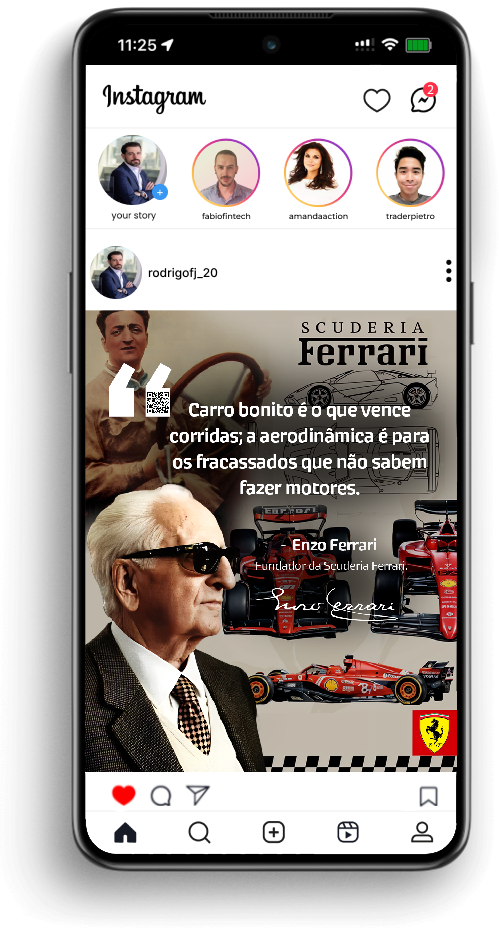 11:25
Instagram
2
your story
fabiofintech
amandaaction
traderpietro
rodrigofj_20
SCUDERIA
Ferrari
Carro bonito é o que vence
corridas; a aerodinâmica é para
os fracassados que não sabem
fazer motores.
- Enzo Ferrari
Fundador da Scuderia Ferrari.
Enzo Ferrari